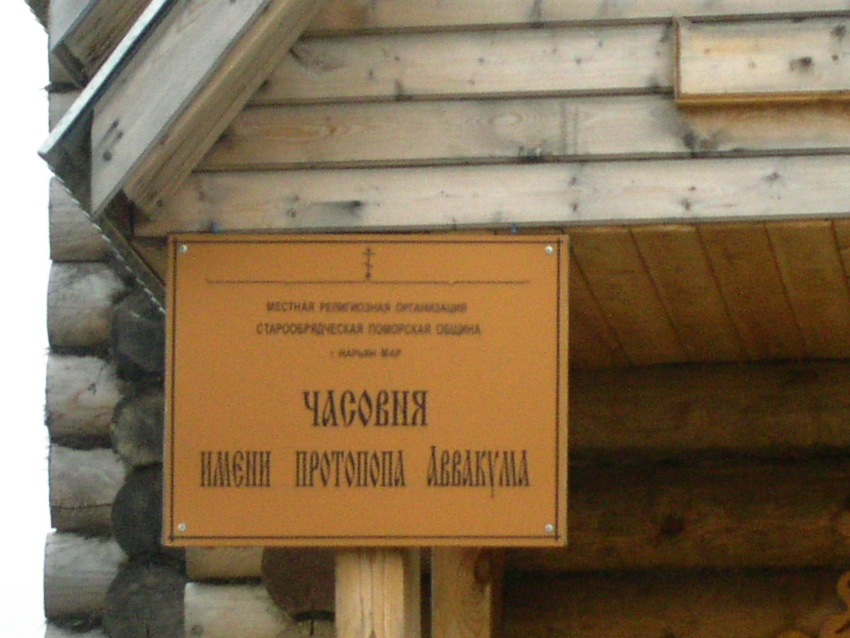 МЕСТНАЯ РЕЛИГИОЗНАЯ ОРГАНИЗАЦИЯ
СТАРООБРЯДЧЕСКАЯ ПОМОРСКАЯ ОБЩИНА
г НАРЬЯН МАР
ЧАСОВНЯ
ИМЕНИ ПРОТОПОПА АВВАКУМА